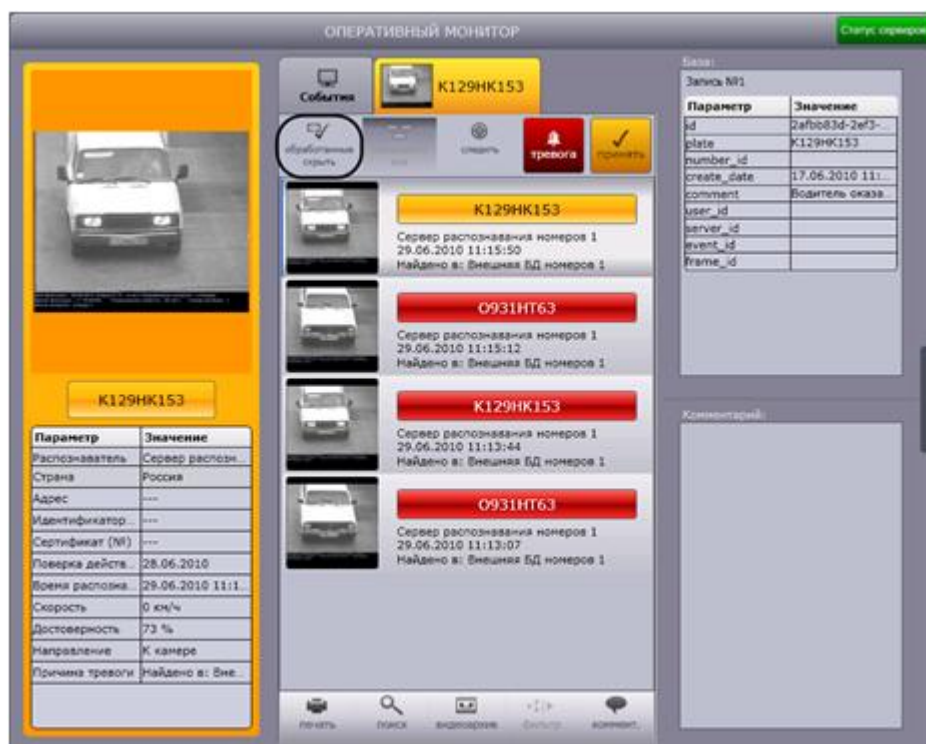 ОПЕРАТИВНЫЙ МОНИТОР
Статус серверов
События
К129НК153
обработанные
скрыть
все
следить
тревога
принять
К129НК153
Параметр Значение
Распознаватель Сервер распозн...
Страна Россия
Адрес ---
Идентификатор... ---
Сертификат (№) ---
Поверка действ... 28.06.2010
Время распозна... 29.06.2010 11:1...
Скорость 0 км/ч
Достоверность 73 %
Направление К камере
Причина тревоги Найдено в: Вне...
К129НК153
Сервер распознавания номеров 1
29.06.2010 11:15:50
Найдено в: Внешняя БД номеров 1
О931НТ63
Сервер распознавания номеров 1
29.06.2010 11:15:12
Найдено в: Внешняя БД номеров 1
К129НК153
Сервер распознавания номеров 1
29.06.2010 11:13:44
Найдено в: Внешняя БД номеров 1
О931НТ63
Сервер распознавания номеров 1
29.06.2010 11:13:07
Найдено в: Внешняя БД номеров 1
печать поиск видеоархив фильтр коммент.
База:
Запись №1
Параметр Значение
id 2afbb83d-2ef3-...
plate К129НК153
number_id
create_date 17.06.2010 11:...
comment Водитель оказа...
user_id
server_id
event_id
frame_id
Комментарий: